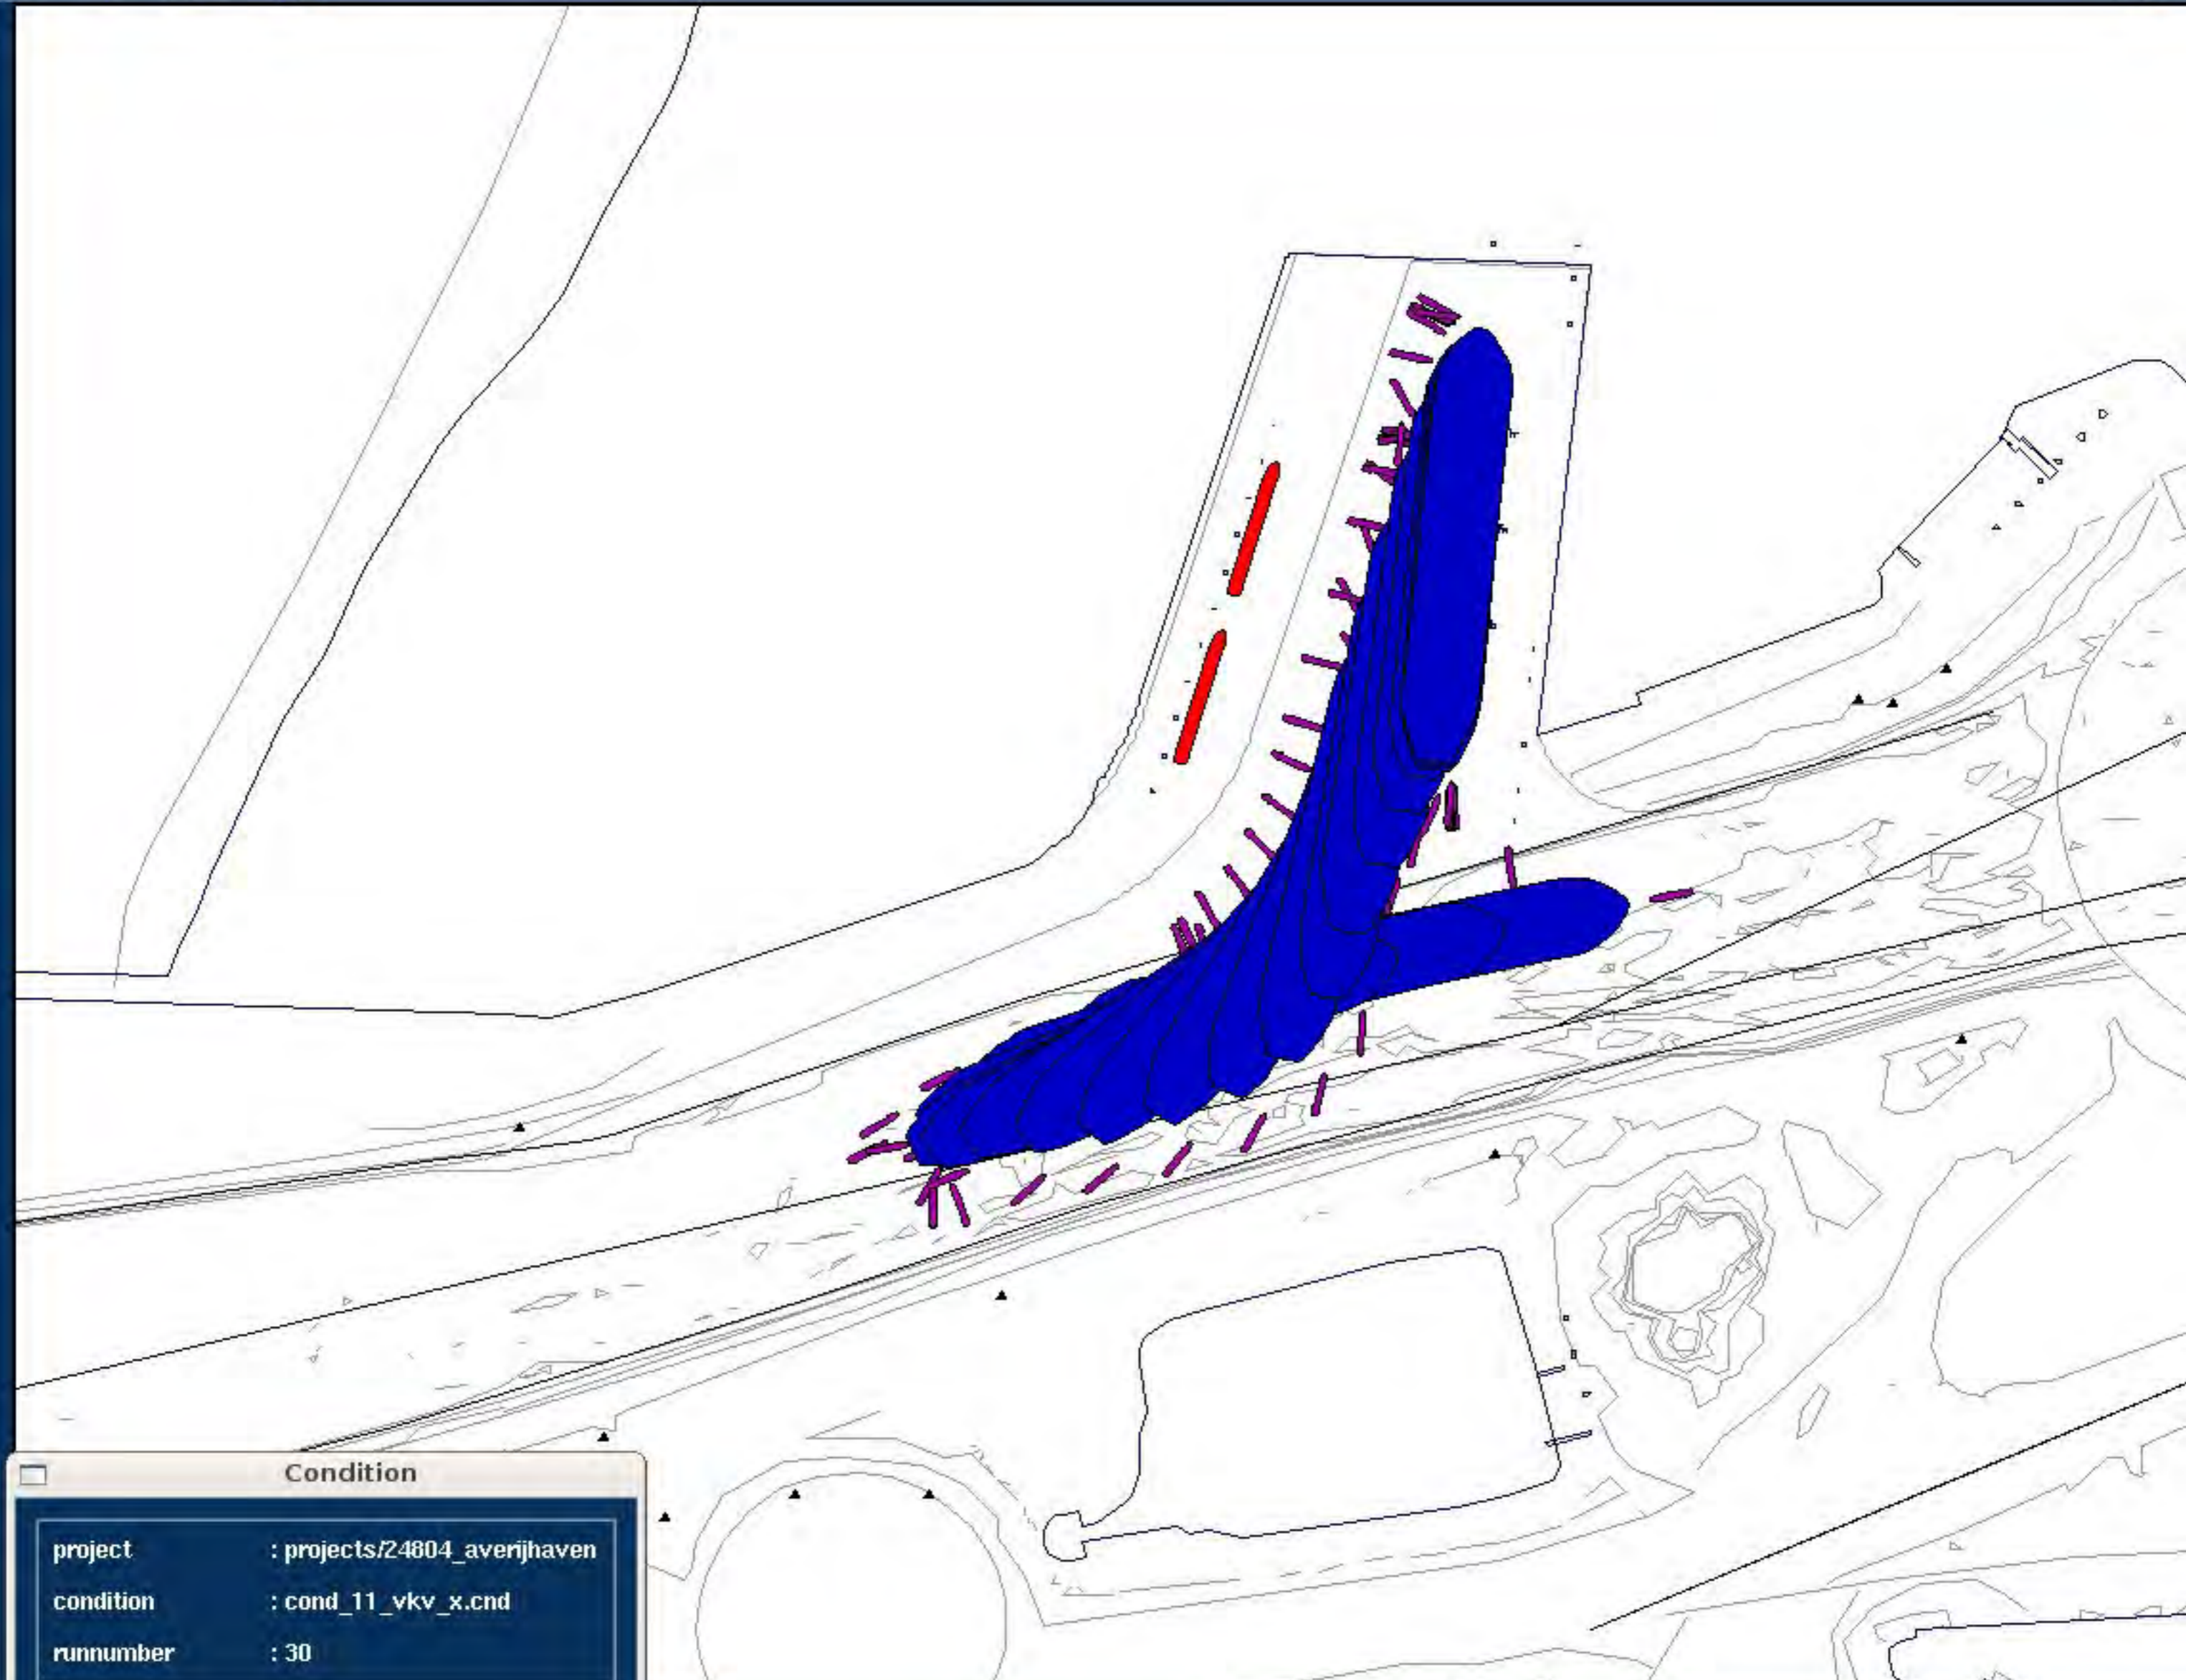 Condition
project : projects/24804_averijhaven
condition : cond_11_vkv_x.cnd
runnumber : 30